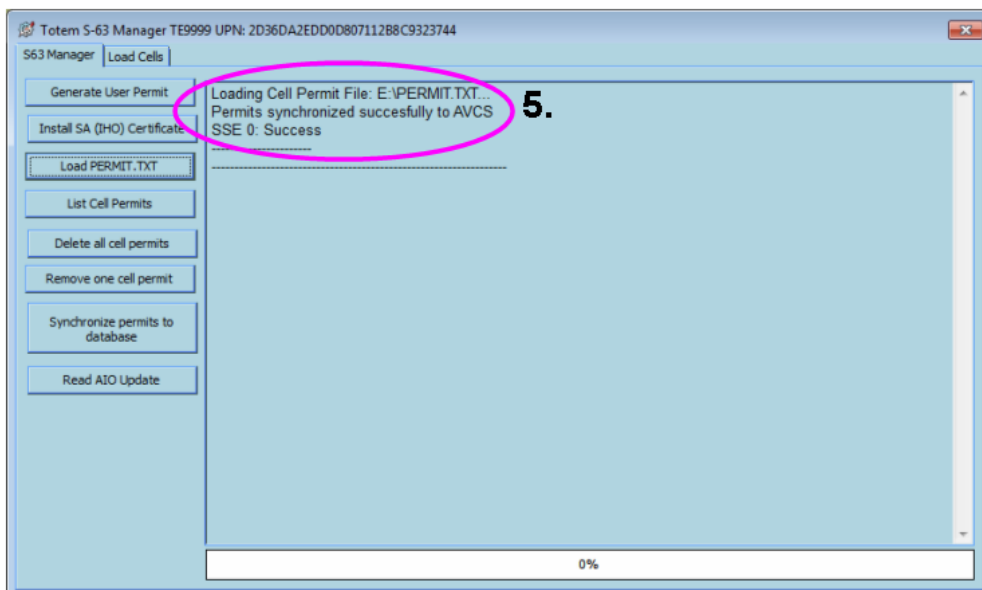 Totem S-63 Manager TE9999 UPN: 2D36DA2EDD0D807112B8C9323744
S63 Manager
Load Cells
Generate User Permit
Install SA (IHO) Certificate
Load PERMIT.TXT
List Cell Permits
Delete all cell permits
Remove one cell permit
Synchronize permits to
database
Read AIO Update
Loading Cell Permit File: E:\PERMIT.TXT...
Permits synchronized succesfully to AVCS
SSE 0: Success
--------------------
-----------------------------------------------------------
5.
0%